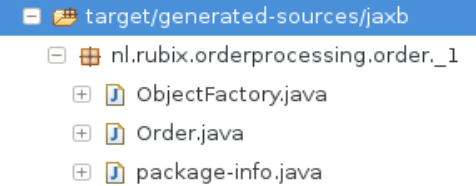 target/generated-sources/jaxb
nl.rubix.orderprocessing.order._1
ObjectFactory.java
Order.java
package-info.java